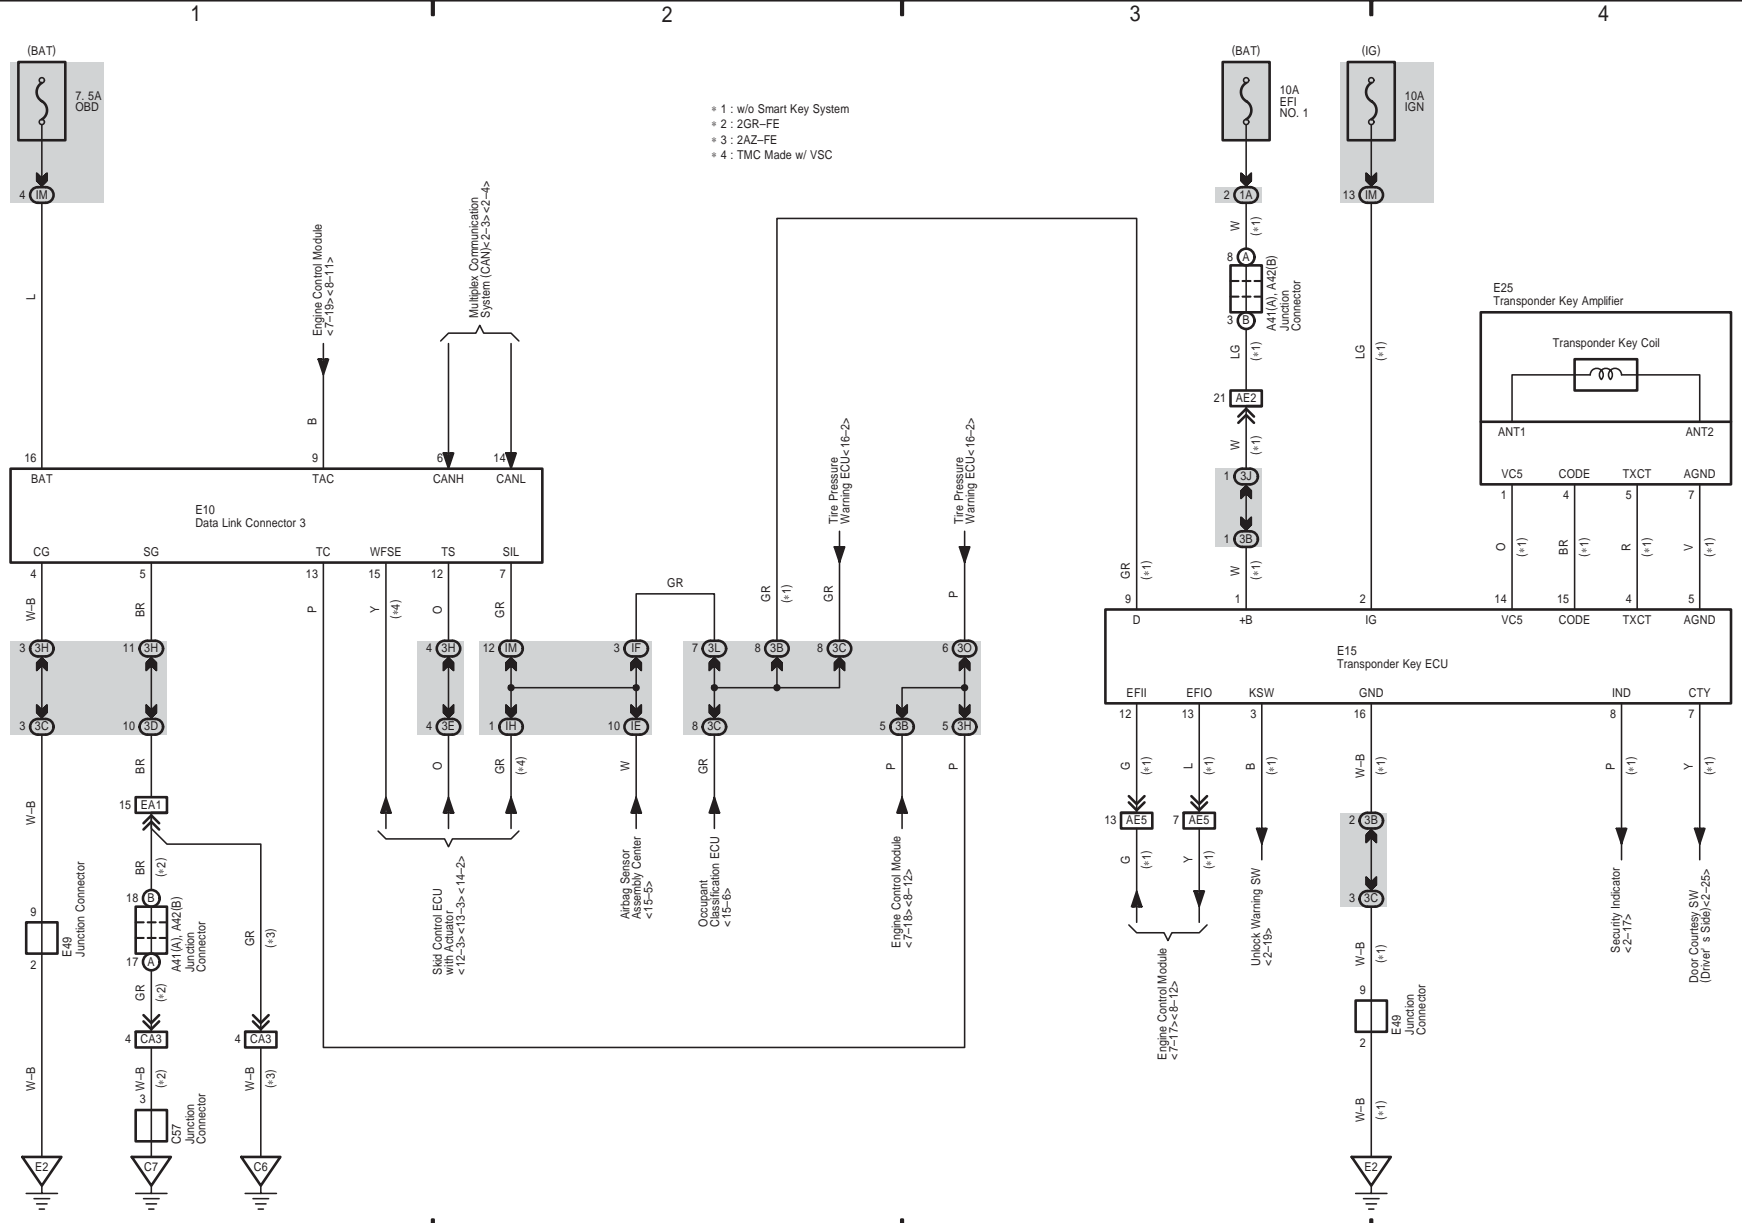 1
2
3
4
(BAT)
7. 5A
OBD
4 IM
L
* 1 : w/o Smart Key System
* 2 : 2GR–FE
* 3 : 2AZ–FE
* 4 : TMC Made w/ VSC
(BAT)
10A
EFI
NO. 1
(IG)
10A
IGN
2 1A
13 IM
W
(*1)
8 A
3 B
A41(A), A42(B)
Junction
Connector
LG
(*1)
21 AE2
W
(*1)
1 3J
1 3B
W
(*1)
LG
(*1)
Engine Control Module
<7–19><8–11>
B
Multiplex Communication
System (CAN)<2–3><2–4>
E25
Transponder Key Amplifier
Transponder Key Coil
ANT1
ANT2
VC5
CODE
TXCT
AGND
1
4
5
7
O
(*1)
BR
(*1)
R
(*1)
V
(*1)
16
9
6
14
BAT
TAC
CANH
CANL
E10
Data Link Connector 3
CG
SG
TC
WFSE
TS
SIL
4
5
13
15
12
7
W–B
BR
P
Y
(*4)
O
GR
GR
GR
(*1)
Tire Pressure
Warning ECU<16–2>
GR
Tire Pressure
Warning ECU<16–2>
P
GR
(*1)
9
1
2
14
15
4
5
D
+B
IG
VC5
CODE
TXCT
AGND
E15
Transponder Key ECU
EFII
EFIO
KSW
GND
IND
CTY
12
13
3
16
8
7
3 3H
11 3H
4 3H
12 IM
3 IF
7 3L
8 3B
8 3C
6 3O
3 3C
10 3D
4 3E
1 IH
10 IE
8 3C
5 3B
5 3H
BR
O
GR
(*4)
W
GR
P
P
G
(*1)
L
(*1)
B
(*1)
W–B
(*1)
P
(*1)
Y
(*1)
W–B
15 EA1
BR
(*2)
18 B
17 A
A41(A), A42(B)
Junction
Connector
GR
(*2)
4 CA3
W–B
(*2)
3
C57
Junction
Connector
C7
GR
(*3)
4 CA3
W–B
(*3)
C6
9
2
E49
Junction Connector
W–B
E2
Skid Control ECU
with Actuator
<12–3><13–3><14–2>
Airbag Sensor
Assembly Center
<15–5>
Occupant
Classification ECU
<15–6>
Engine Control Module
<7–18><8–12>
13 AE5
7 AE5
G
(*1)
Y
(*1)
Engine Control Module
<7–17><8–12>
Unlock Warning SW
<2–19>
2 3B
3 3C
W–B
(*1)
9
2
E49
Junction
Connector
W–B
(*1)
E2
Security Indicator
<2–17>
Door Courtesy SW
(Driver' s Side)<2–25>